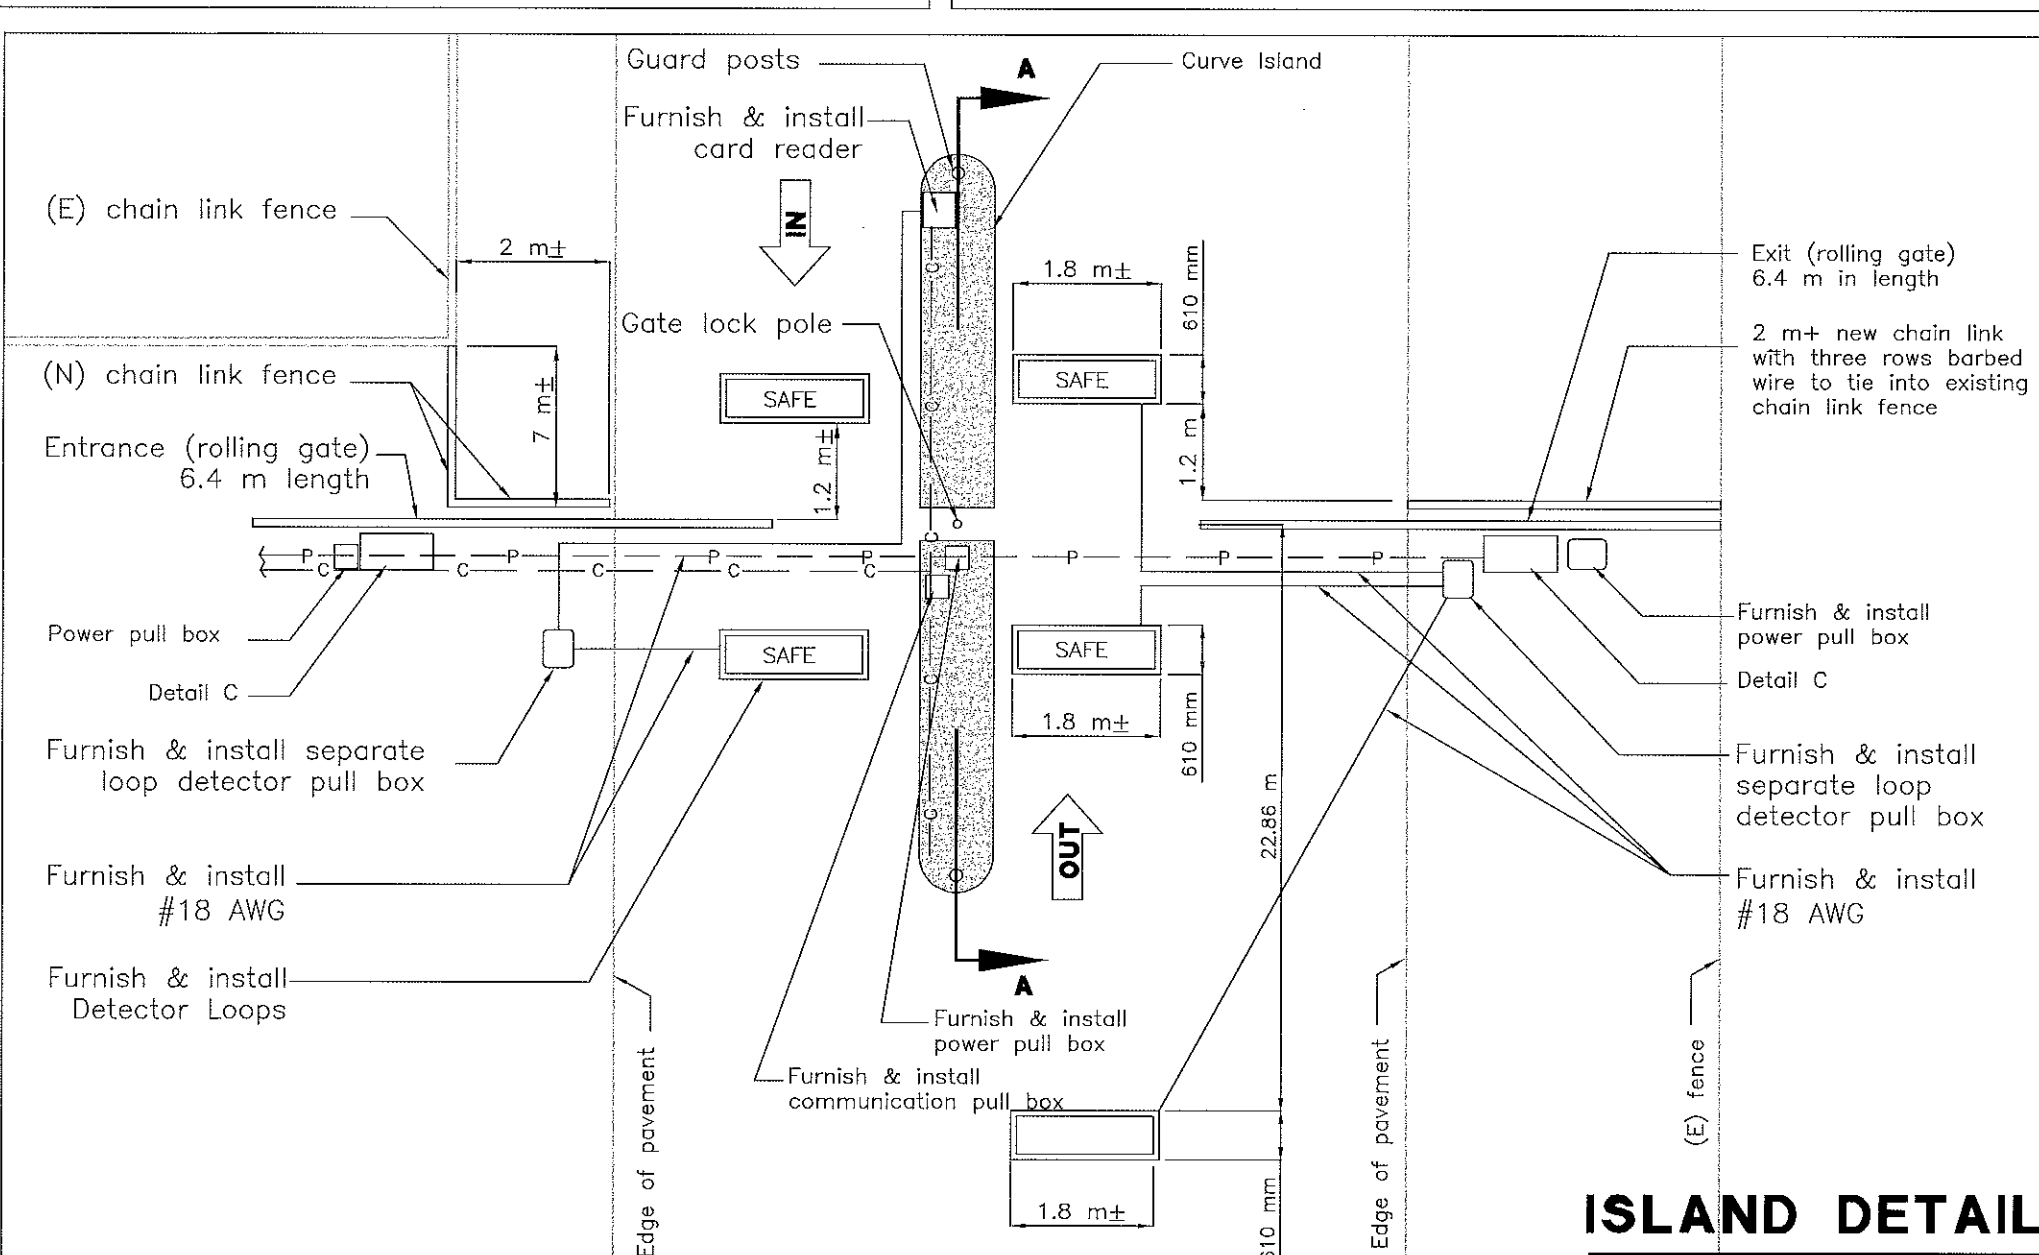 Guard posts
A
Curve Island
Furnish & install
card reader
(E) chain link fence
IN
2 m±
1.8 m±
610 mm
Exit (rolling gate)
6.4 m in length
Gate lock pole
2 m+ new chain link
with three rows barbed
wire to tie into existing
chain link fence
(N) chain link fence
7 m±
SAFE
SAFE
Entrance (rolling gate)
6.4 m length
1.2 m±
1.2 m
C
C
C
C
P
P
P
P
P
P
P
C
C
C
C
C
Power pull box
SAFE
SAFE
Furnish & install
power pull box
Detail C
C
Detail C
1.8 m±
610 mm
Furnish & install separate
loop detector pull box
Furnish & install
separate loop
detector pull box
22.86 m
C
OUT
Furnish & install
#18 AWG
Furnish & install
#18 AWG
Furnish & install
Detector Loops
A
Furnish & install
power pull box
Furnish & install
communication pull box
Edge of pavement
Edge of pavement
(E) fence
1.8 m±
610 mm
ISLAND DETAIL